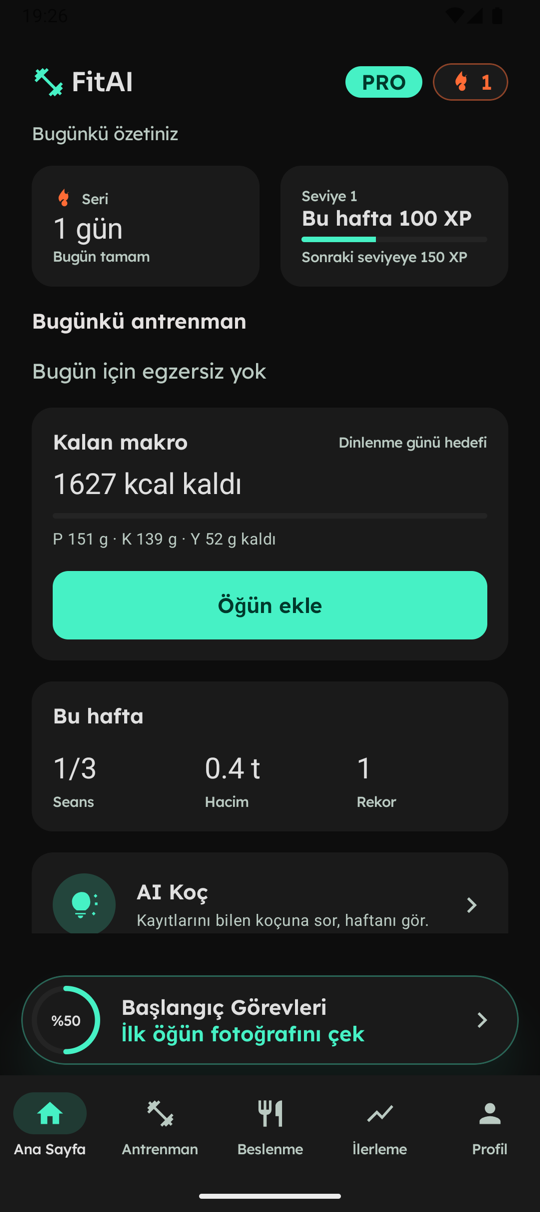 19:26
FitAI
PRO
1
Bugünkü özetiniz
Seri
1 gün
Bugün tamam
Seviye 1
Bu hafta 100 XP
Sonraki seviyeye 150 XP
Bugünkü antrenman
Bugün için egzersiz yok
Kalan makro
Dinlenme günü hedefi
1627 kcal kaldı
P 151 g · K 139 g · Y 52 g kaldı
Öğün ekle
Bu hafta
1/3
Seans
0.4 t
Hacim
1
Rekor
AI Koç
Kayıtlarını bilen koçuna sor, haftanı gör.
%50
Başlangıç Görevleri
İlk öğün fotoğrafını çek
Ana Sayfa
Antrenman
Beslenme
İlerleme
Profil